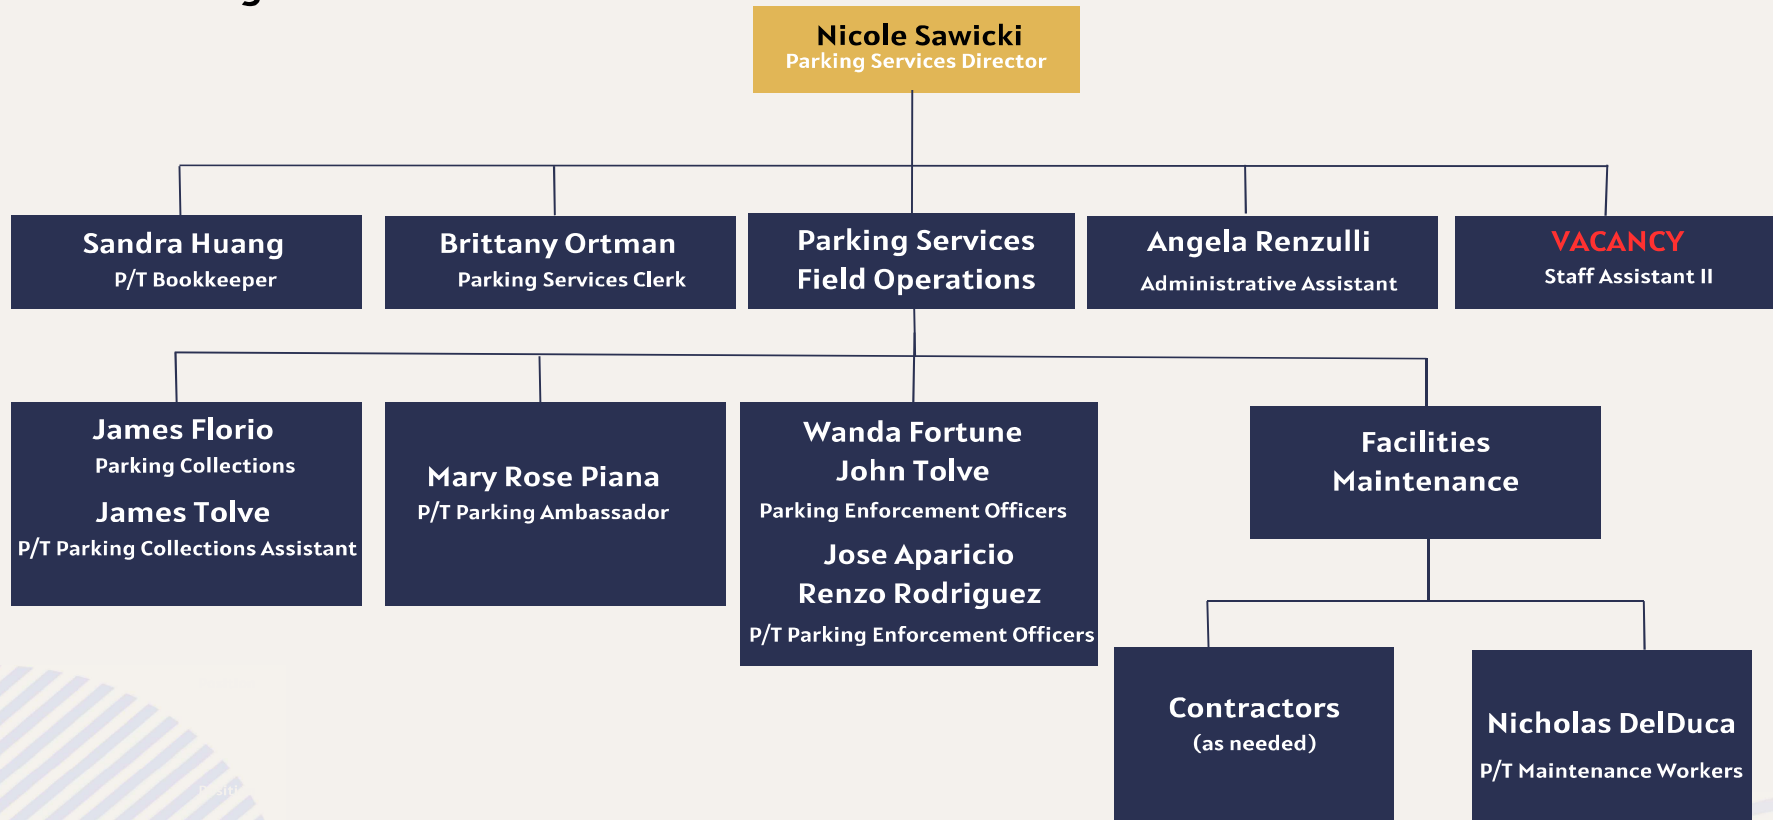 Nicole Sawicki
Parking Services Director
Sandra Huang
P/T Bookkeeper
Brittany Ortman
Parking Services Clerk
Parking Services
Field Operations
Angela Renzulli
Administrative Assistant
VACANCY
Staff Assistant II
James Florio
Parking Collections
James Tolve
P/T Parking Collections Assistant
Mary Rose Piana
P/T Parking Ambassador
Wanda Fortune
John Tolve
Parking Enforcement Officers
Jose Aparicio
Renzo Rodriguez
P/T Parking Enforcement Officers
Facilities
Maintenance
Contractors
(as needed)
Nicholas DelDuca
P/T Maintenance Workers